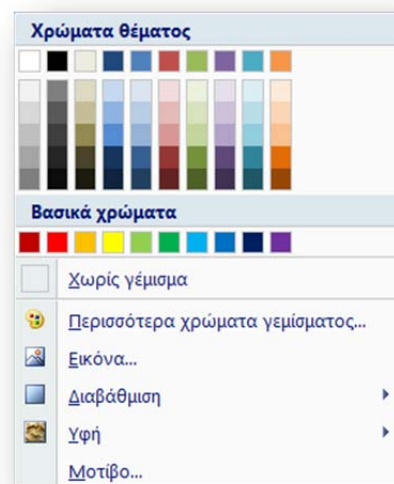 Χρώματα θέματος
Βασικά χρώματα
Χωρίς γέμισμα
Περισσότερα χρώματα γεμίσματος...
Εικόνα...
Διαβάθμιση
Υφή
Μοτίβο...